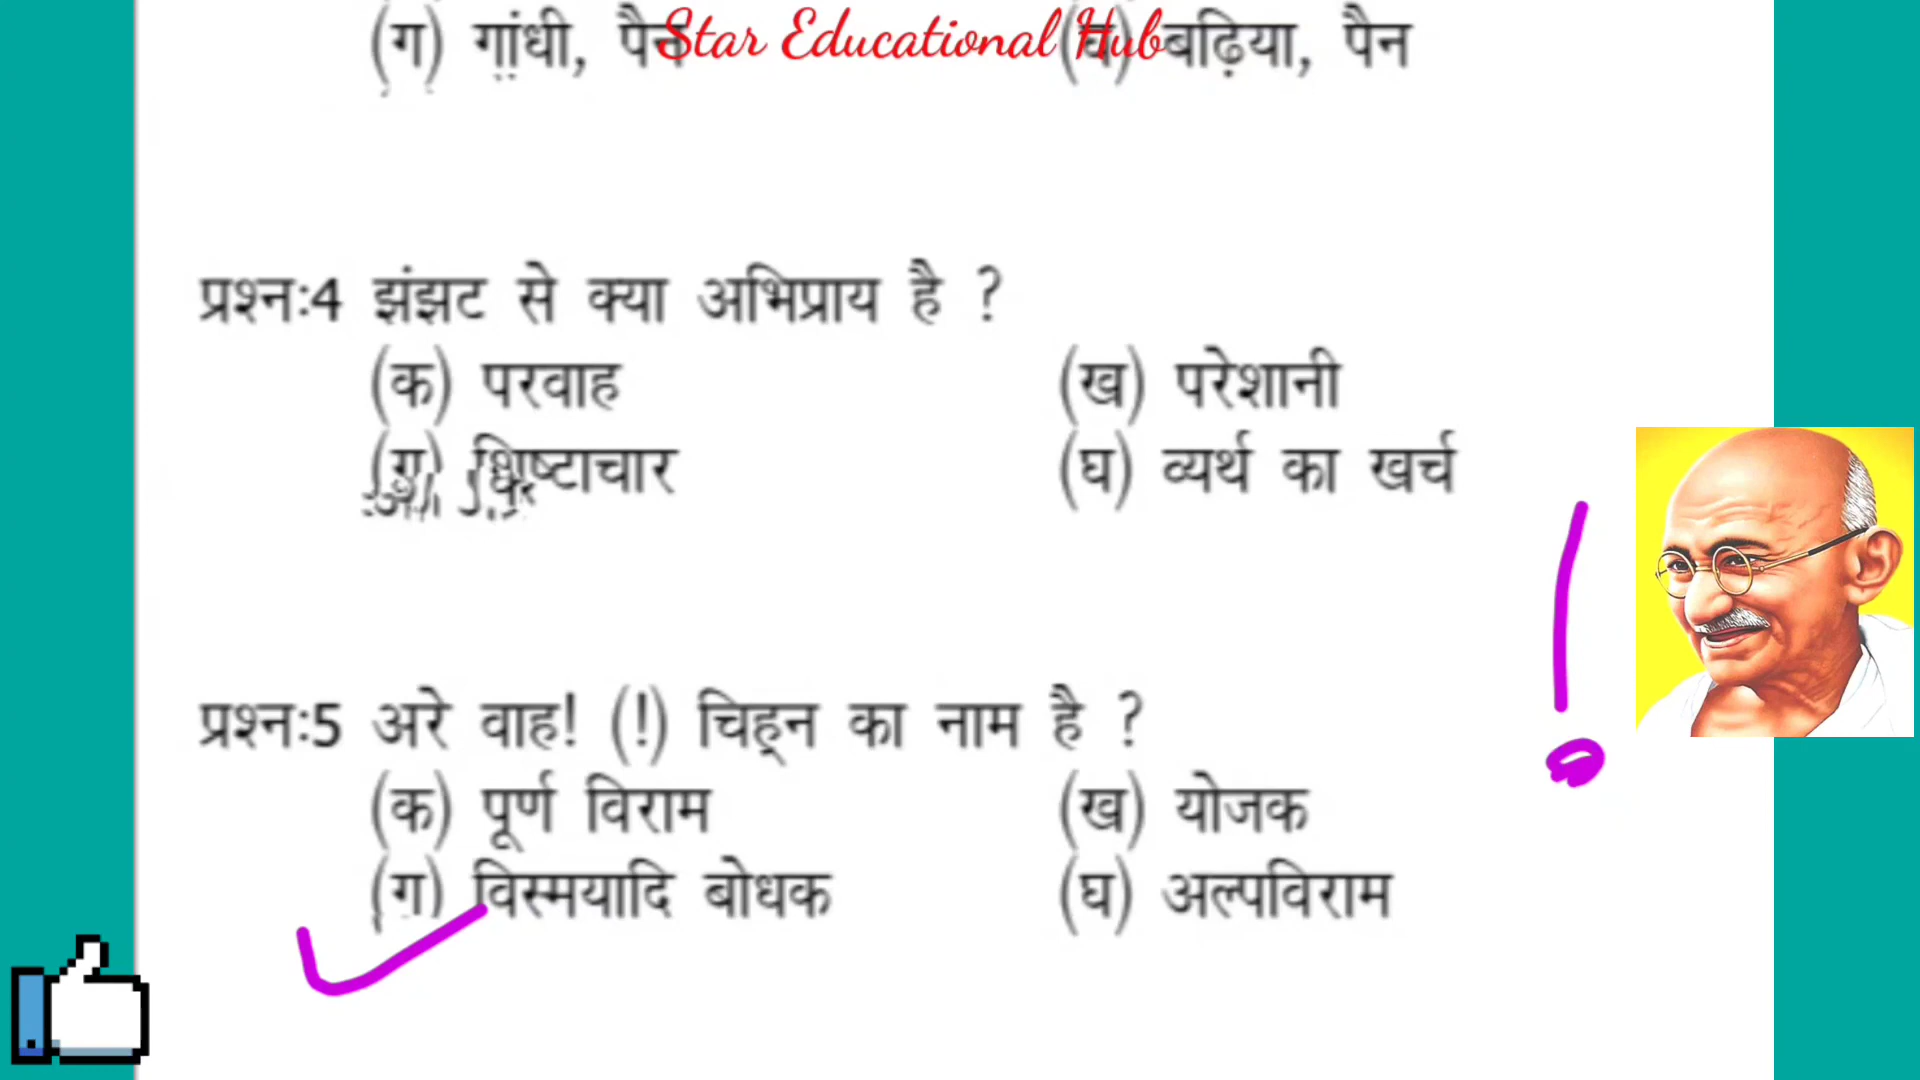 (ग) गांधी, पैन Star Educational Hub (घ) बढ़िया, पैन
प्रश्न:4 झंझट से क्या अभिप्राय है ?
(क) परवाह (ख) परेशानी
(ग) शिष्टाचार (घ) व्यर्थ का खर्च
प्रश्न:5 अरे वाह! (!) चिह्न का नाम है ?
(क) पूर्ण विराम (ख) योजक
(ग) विस्मयादि बोधक (घ) अल्पविराम
!